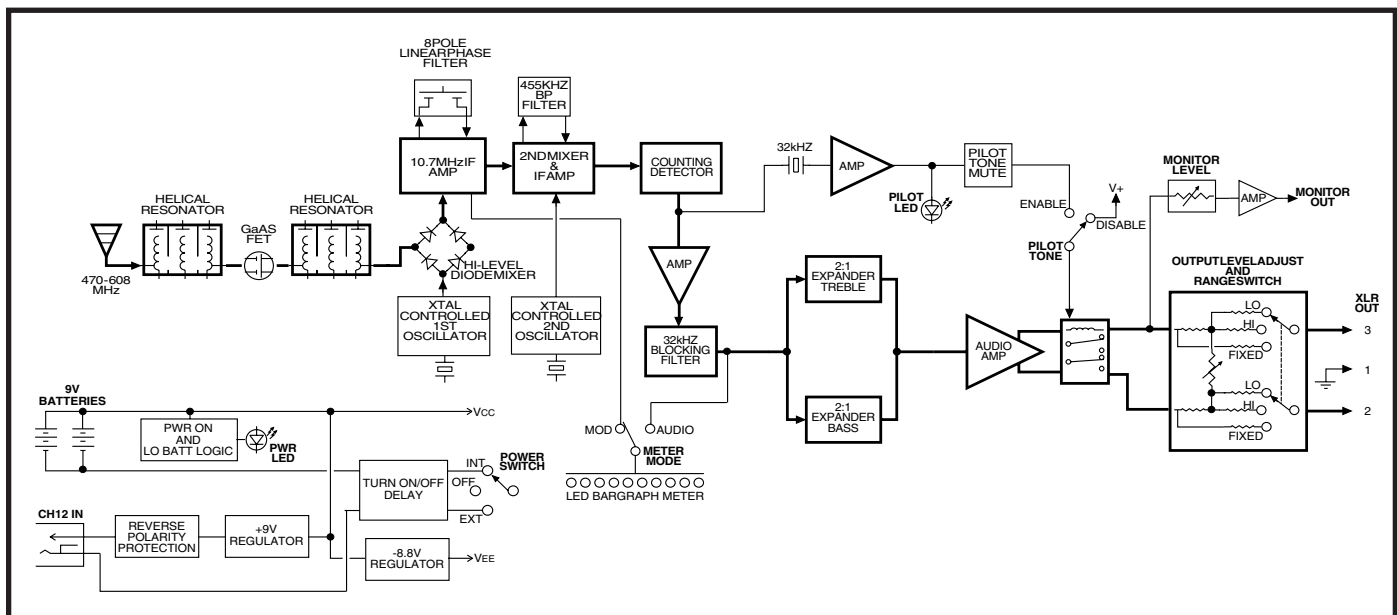 8POLE
LINEARPHASE
FILTER
455KHZ
BP
FILTER
10.7MHzIF
AMP
2NDMIXER
&
IFAMP
COUNTING
DETECTOR
32kHZ
AMP
PILOT
TONE
MUTE
PILOT
LED
ENABLE
V+
DISABLE
PILOT
TONE
MONITOR
LEVEL
AMP
MONITOR
OUT
HELICAL
RESONATOR
GaAS
FET
HELICAL
RESONATOR
470-608
MHz
HI-LEVEL
DIODEMIXER
XTAL
CONTROLLED
1ST
OSCILLATOR
XTAL
CONTROLLED
2ND
OSCILLATOR
AMP
32kHZ
BLOCKING
FILTER
2:1
EXPANDER
TREBLE
2:1
EXPANDER
BASS
AUDIO
AMP
OUTPUTLEVELADJUST
AND
RANGESWITCH
LO
HI
FIXED
LO
HI
FIXED
XLR
OUT
3
1
2
9V
BATTERIES
VCC
PWR ON
AND
LO BATT LOGIC
PWR
LED
TURN ON/OFF
DELAY
INT
OFF
EXT
POWER
SWITCH
MOD
AUDIO
METER
MODE
LED BARGRAPH METER
CH12 IN
REVERSE
POLARITY
PROTECTION
+9V
REGULATOR
-8.8V
REGULATOR
VEE